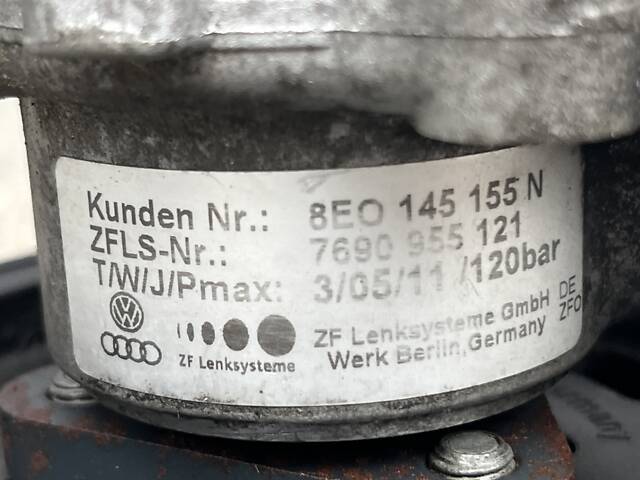 Kunden Nr.: 8EO 145 155 N
ZFLS-Nr.: 7690 955 121
T/W/J/Pmax: 3/05/11 /120bar
ZF Lenksysteme
ZF Lenksysteme GmbH DE
Werk Berlin,Germany ZFO